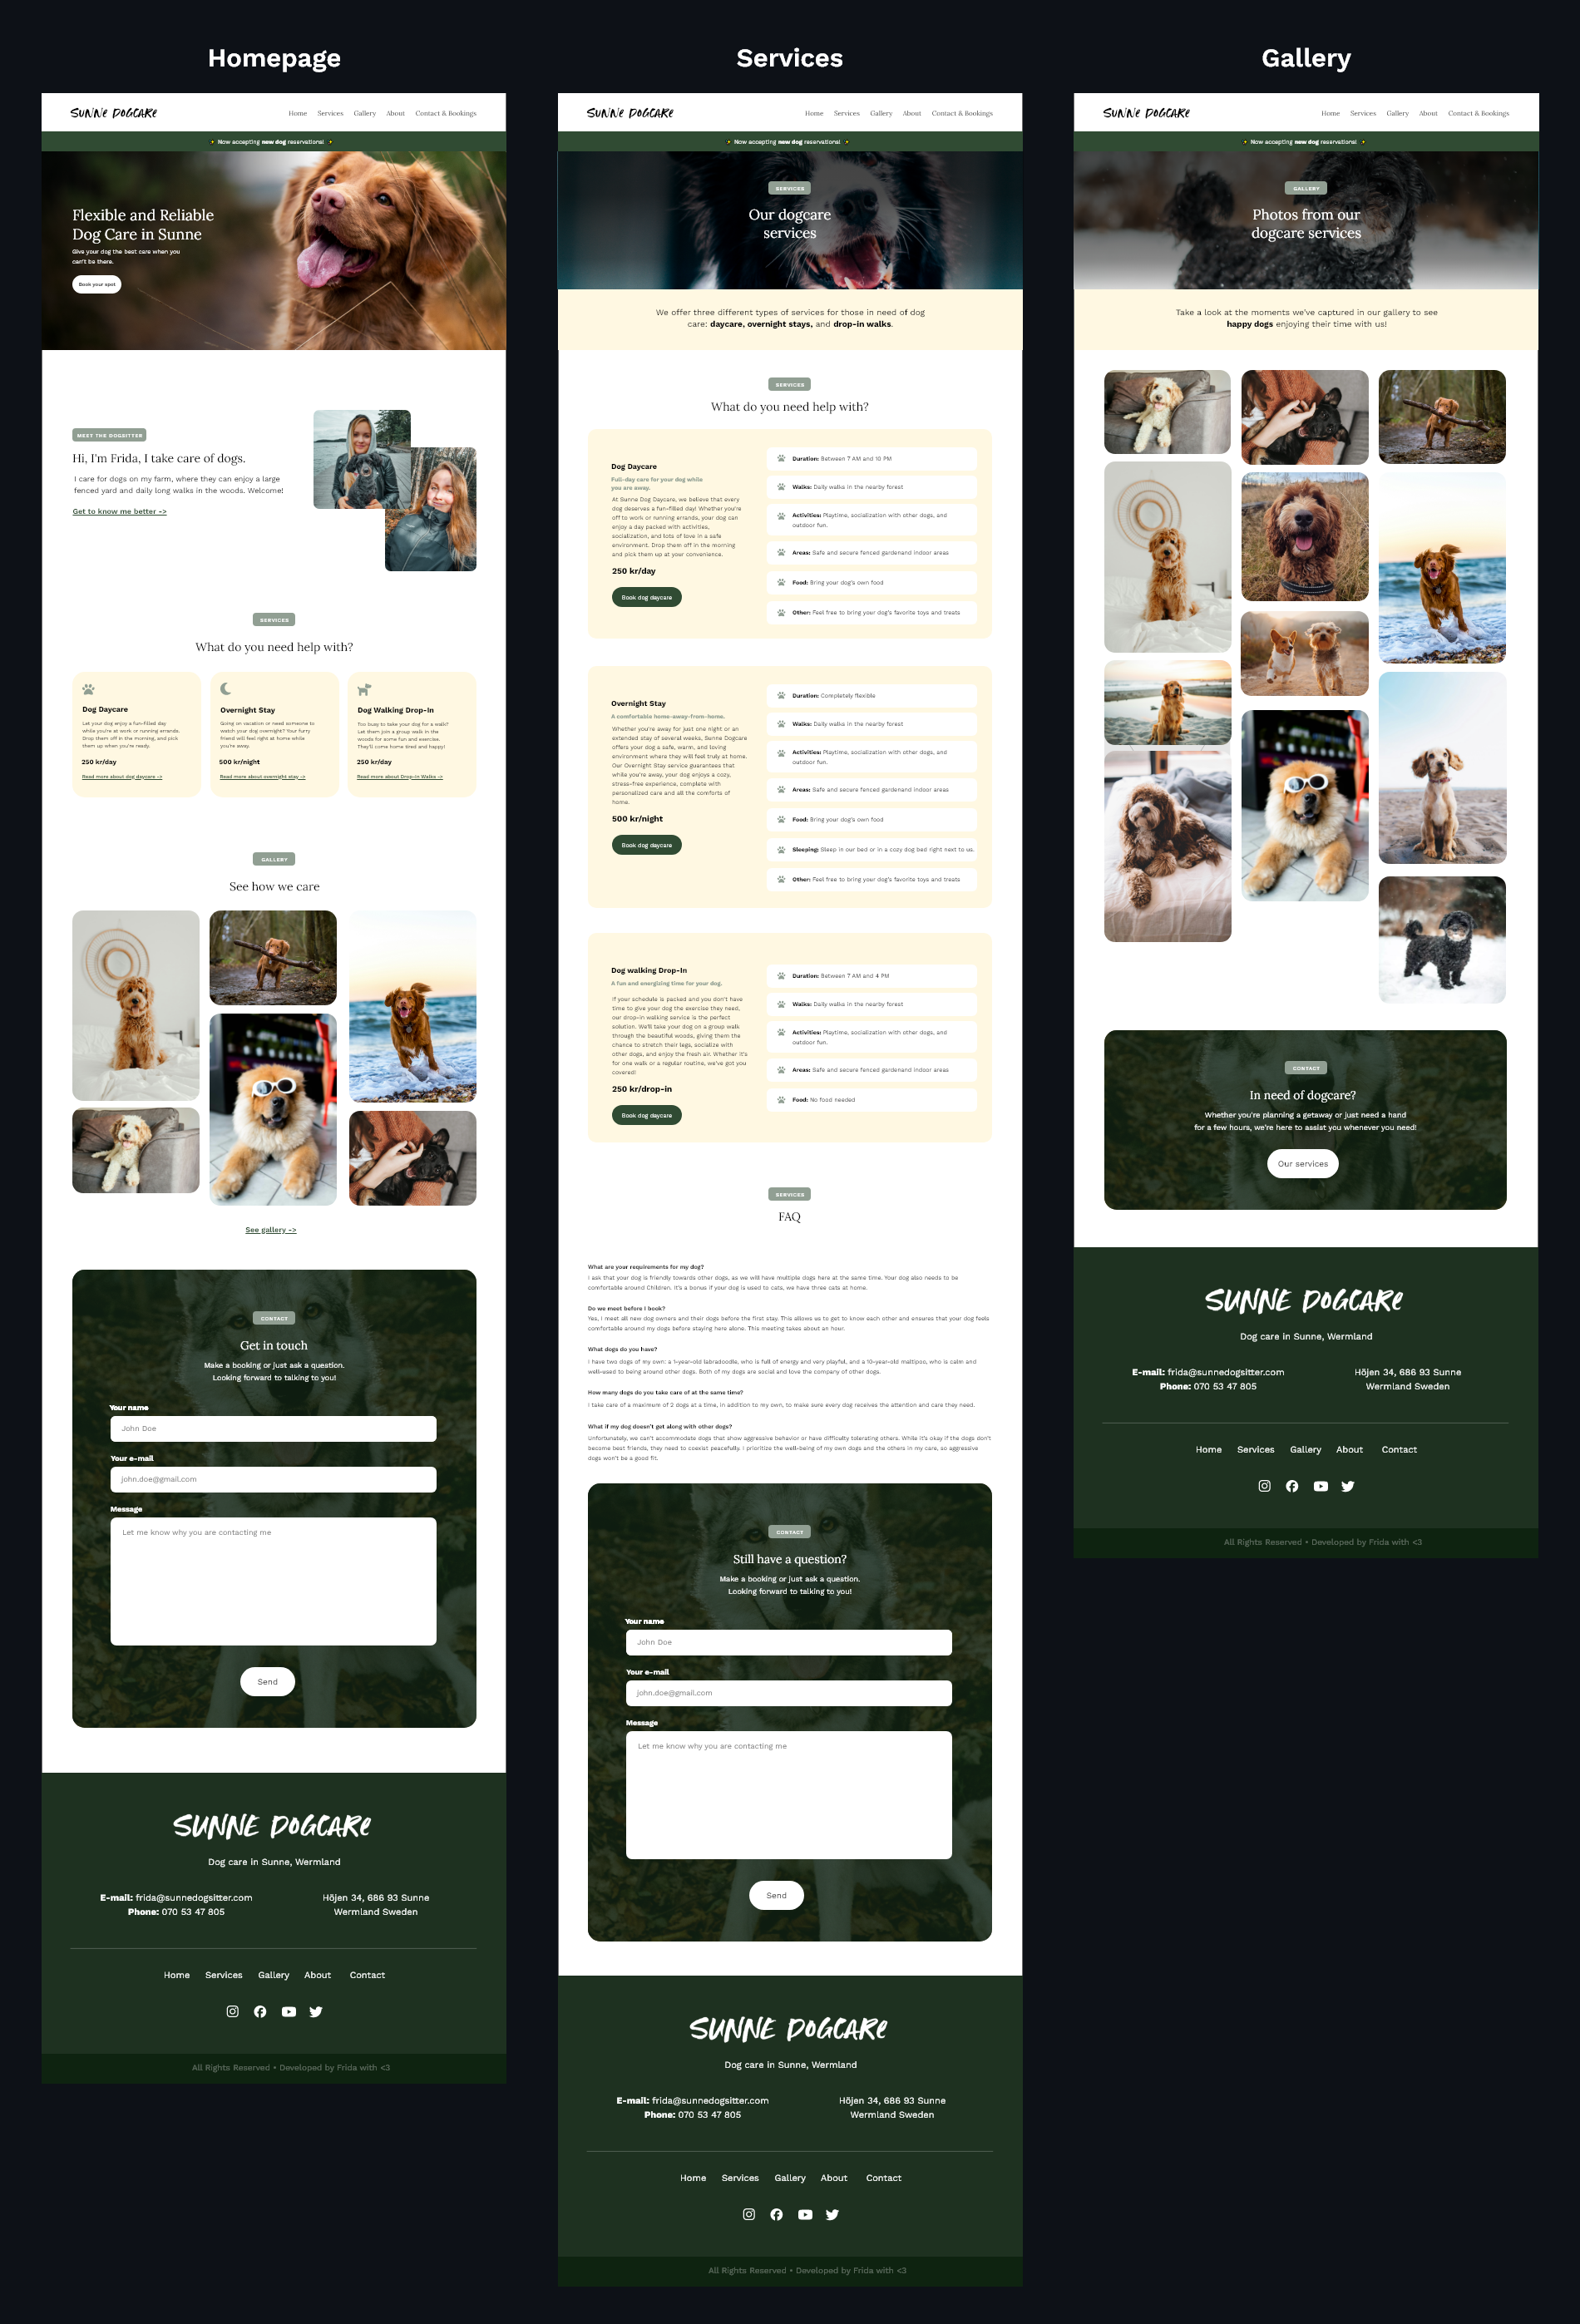 Homepage
SUNNE DOGCARE
Home Services Gallery About Contact & Bookings
Now accepting new dog reservations!
Flexible and Reliable
Dog Care in Sunne
Give your dog the best care when you
can't be there.
Book your spot
MEET THE DOGSITTER
Hi, I'm Frida, I take care of dogs.
I care for dogs on my farm, where they can enjoy a large
fenced yard and daily long walks in the woods. Welcome!
Get to know me better ->
SERVICES
What do you need help with?
Dog Daycare
Let your dog enjoy a fun-filled day
while you're at work or running errands.
Drop them off in the morning, and pick
them up when you're ready.
250 kr/day
Read more about dog daycare ->
Overnight Stay
Going on vacation or need someone to
watch your dog overnight? Your furry
friend will feel right at home while
you're away.
500 kr/night
Read more about overnight stay ->
Dog Walking Drop-In
Too busy to take your dog for a walk?
Let them join a group walk in the
woods for some fun and exercise.
They'll come home tired and happy!
250 kr/day
Read more about Drop-In Walks ->
GALLERY
See how we care
See gallery ->
CONTACT
Get in touch
Make a booking or just ask a question.
Looking forward to talking to you!
Your name
John Doe
Your e-mail
john.doe@gmail.com
Message
Let me know why you are contacting me
Send
SUNNE DOGCARE
Dog care in Sunne, Wermland
E-mail: frida@sunnedogsitter.com
Phone: 070 53 47 805
Höjen 34, 686 93 Sunne
Wermland Sweden
Home Services Gallery About Contact
All Rights Reserved • Developed by Frida with <3
Services
SUNNE DOGCARE
Home Services Gallery About Contact & Bookings
Now accepting new dog reservations!
SERVICES
Our dogcare
services
We offer three different types of services for those in need of dog
care: daycare, overnight stays, and drop-in walks.
SERVICES
What do you need help with?
Dog Daycare
Full-day care for your dog while
you are away.
At Sunne Dog Daycare, we believe that every
dog deserves a fun-filled day! Whether you're
off to work or running errands, your dog can
enjoy a day packed with activities,
socialization, and lots of love in a safe
environment. Drop them off in the morning
and pick them up at your convenience.
250 kr/day
Book dog daycare
Duration: Between 7 AM and 10 PM
Walks: Daily walks in the nearby forest
Activities: Playtime, socialization with other dogs, and
outdoor fun.
Areas: Safe and secure fenced gardenand indoor areas
Food: Bring your dog's own food
Other: Feel free to bring your dog's favorite toys and treats
Overnight Stay
A comfortable home-away-from-home.
Whether you're away for just one night or an
extended stay of several weeks, Sunne Dogcare
offers your dog a safe, warm, and loving
environment where they will feel truly at home.
Our Overnight Stay service guarantees that
while you're away, your dog enjoys a cozy,
stress-free experience, complete with
personalized care and all the comforts of
home.
500 kr/night
Book dog daycare
Duration: Completely flexible
Walks: Daily walks in the nearby forest
Activities: Playtime, socialization with other dogs, and
outdoor fun.
Areas: Safe and secure fenced gardenand indoor areas
Food: Bring your dog's own food
Sleeping: Sleep in our bed or in a cozy dog bed right next to us.
Other: Feel free to bring your dog's favorite toys and treats
Dog walking Drop-In
A fun and energizing time for your dog.
If your schedule is packed and you don't have
time to give your dog the exercise they need,
our drop-in walking service is the perfect
solution. We'll take your dog on a group walk
through the beautiful woods, giving them the
chance to stretch their legs, socialize with
other dogs, and enjoy the fresh air. Whether it's
for one walk or a regular routine, we've got you
covered!
250 kr/drop-in
Book dog daycare
Duration: Between 7 AM and 4 PM
Walks: Daily walks in the nearby forest
Activities: Playtime, socialization with other dogs, and
outdoor fun.
Areas: Safe and secure fenced gardenand indoor areas
Food: No food needed
SERVICES
FAQ
What are your requirements for my dog?
I ask that your dog is friendly towards other dogs, as we will have multiple dogs here at the same time. Your dog also needs to be
comfortable around Children. It's a bonus if your dog is used to cats, we have three cats at home.
Do we meet before I book?
Yes, I meet all new dog owners and their dogs before the first stay. This allows us to get to know each other and ensures that your dog feels
comfortable around my dogs before staying here alone. This meeting takes about an hour.
What dogs do you have?
I have two dogs of my own: a 1-year-old labradoodle, who is full of energy and very playful, and a 10-year-old maltipoo, who is calm and
well-used to being around other dogs. Both of my dogs are social and love the company of other dogs.
How many dogs do you take care of at the same time?
I take care of a maximum of 2 dogs at a time, in addition to my own, to make sure every dog receives the attention and care they need.
What if my dog doesn't get along with other dogs?
Unfortunately, we can't accommodate dogs that show aggressive behavior or have difficulty tolerating others. While it's okay if the dogs don't
become best friends, they need to coexist peacefully. I prioritize the well-being of my own dogs and the others in my care, so aggressive
dogs won't be a good fit.
CONTACT
Still have a question?
Make a booking or just ask a question.
Looking forward to talking to you!
Your name
John Doe
Your e-mail
john.doe@gmail.com
Message
Let me know why you are contacting me
Send
SUNNE DOGCARE
Dog care in Sunne, Wermland
E-mail: frida@sunnedogsitter.com
Phone: 070 53 47 805
Höjen 34, 686 93 Sunne
Wermland Sweden
Home Services Gallery About Contact
All Rights Reserved • Developed by Frida with <3
Gallery
SUNNE DOGCARE
Home Services Gallery About Contact & Bookings
Now accepting new dog reservations!
GALLERY
Photos from our
dogcare services
Take a look at the moments we've captured in our gallery to see
happy dogs enjoying their time with us!
CONTACT
In need of dogcare?
Whether you're planning a getaway or just need a hand
for a few hours, we're here to assist you whenever you need!
Our services
SUNNE DOGCARE
Dog care in Sunne, Wermland
E-mail: frida@sunnedogsitter.com
Phone: 070 53 47 805
Höjen 34, 686 93 Sunne
Wermland Sweden
Home Services Gallery About Contact
All Rights Reserved • Developed by Frida with <3